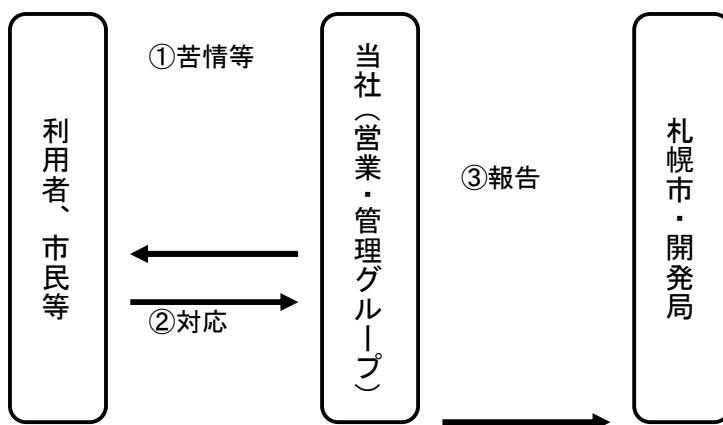 利用者、市民等
①苦情等
②対応
当社（営業・管理グループ）
③報告
札幌市・開発局